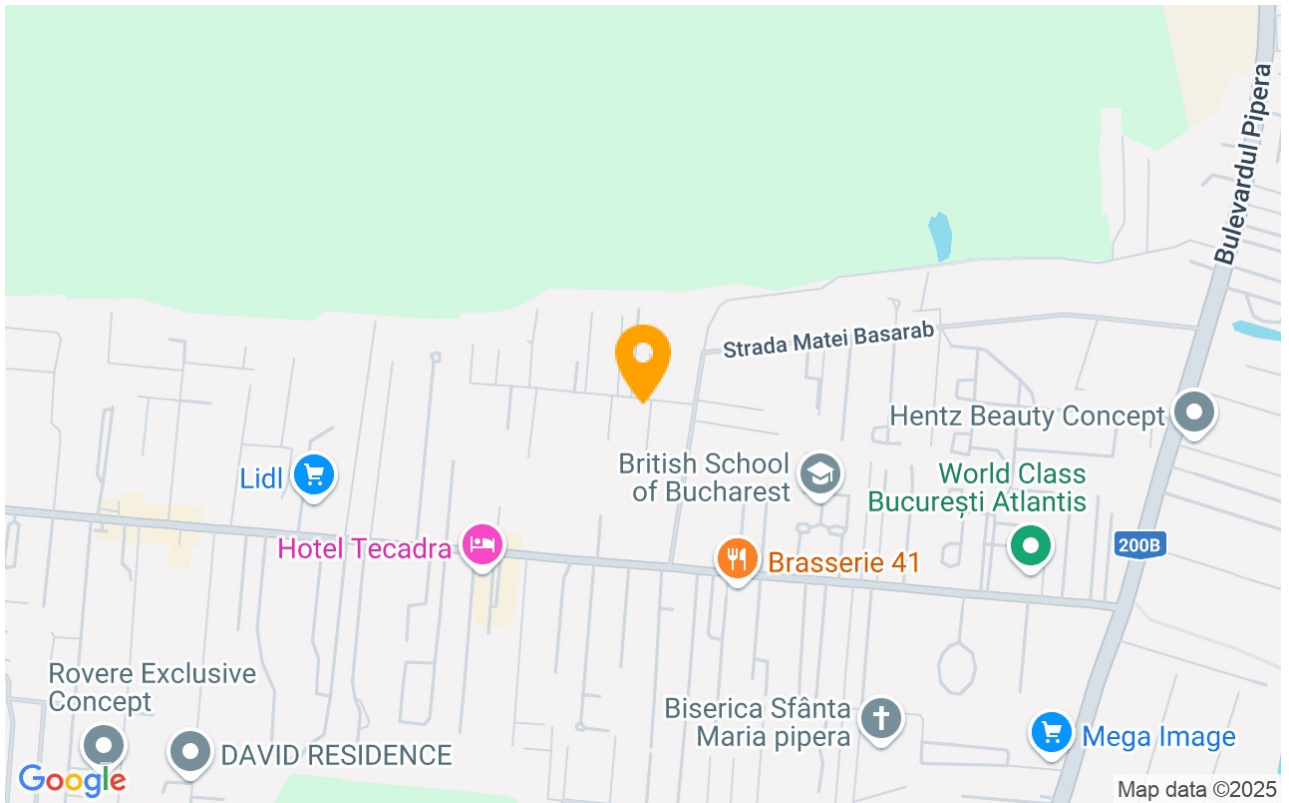 Bulevardul Pipera
Strada Matei Basarab
Hentz Beauty Concept
British School
of Bucharest
World Class
București Atlantis
Lidl
Hotel Tecadra
Brasserie 41
200B
Rovere Exclusive
Concept
DAVID RESIDENCE
Biserica Sfânta
Maria pipera
Mega Image
Google
Map data ©2025